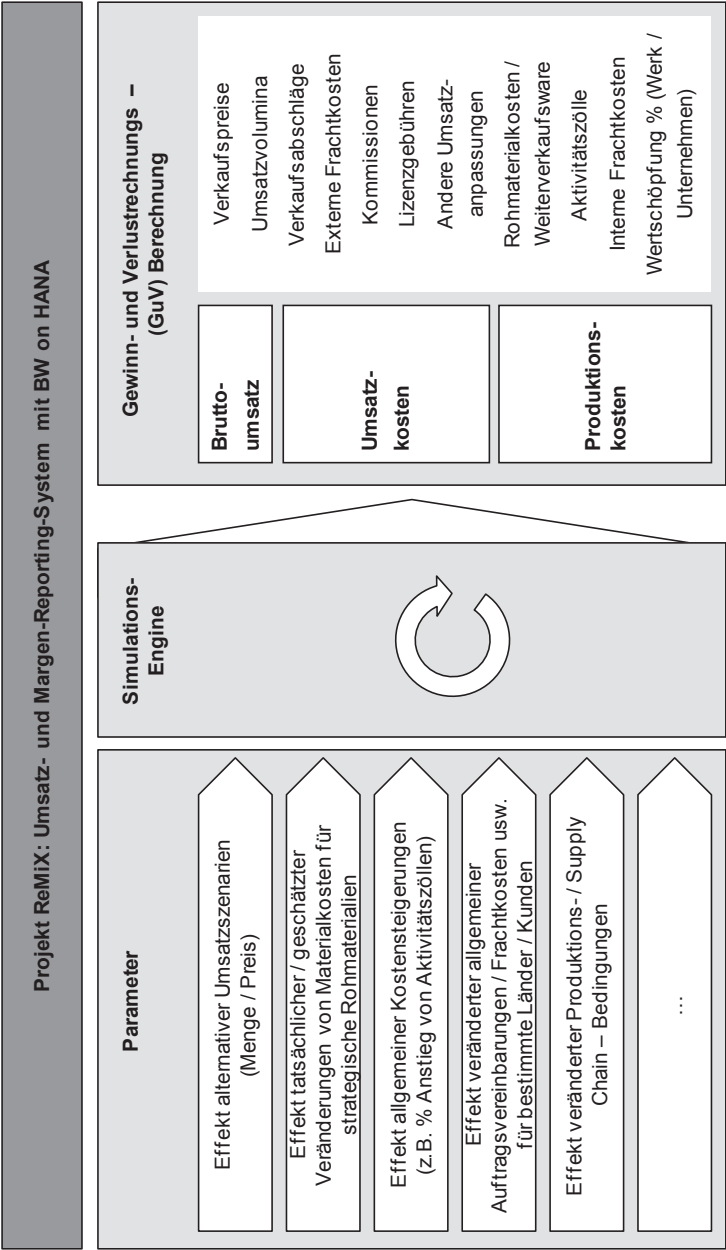 Projekt ReMiX: Umsatz- und Margen-Reporting-System mit BW on HANA
Parameter
Effekt alternativer Umsatzszenarien
(Menge / Preis)
Effekt tatsächlicher / geschätzter
Veränderungen von Materialkosten für
strategische Rohmaterialien
Effekt allgemeiner Kostensteigerungen
(z.B. % Anstieg von Aktivitätszöllen)
Effekt veränderter allgemeiner
Auftragsvereinbarungen / Frachtkosten usw.
für bestimmte Länder / Kunden
Effekt veränderter Produktions- / Supply
Chain – Bedingungen
...
Simulations-
Engine
Gewinn- und Verlustrechnungs –
(GuV) Berechnung
Brutto-
umsatz
Verkaufspreise
Umsatzvolumina
Umsatz-
kosten
Verkaufsabschläge
Externe Frachtkosten
Kommissionen
Lizenzgebühren
Andere Umsatz-
anpassungen
Produktions-
kosten
Rohmaterialkosten /
Weiterverkaufsware
Aktivitätszölle
Interne Frachtkosten
Wertschöpfung % (Werk /
Unternehmen)